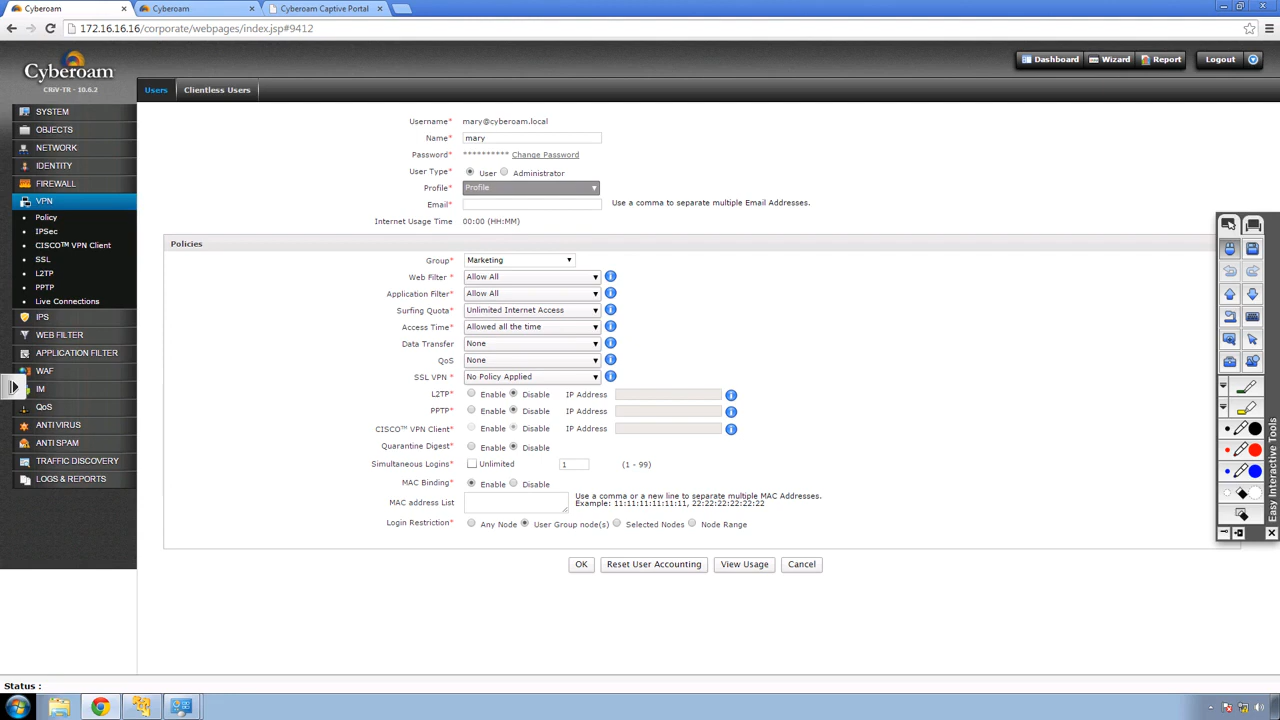 Cyberoam
Cyberoam
Cyberoam Captive Portal
172.16.16.16/corporate/webpages/index.jsp#9412
Cyberoam
CRiV-TR - 10.6.2
Dashboard
Wizard
Report
Logout
Users
Clientless Users
SYSTEM
OBJECTS
NETWORK
IDENTITY
FIREWALL
VPN
Policy
IPSec
CISCO™ VPN Client
SSL
L2TP
PPTP
Live Connections
IPS
WEB FILTER
APPLICATION FILTER
WAF
IM
QoS
ANTI VIRUS
ANTI SPAM
TRAFFIC DISCOVERY
LOGS & REPORTS
Username* mary@cyberoam.local
Name* mary
Password* ********** Change Password
User Type* User Administrator
Profile* Profile
Email* Use a comma to separate multiple Email Addresses.
Internet Usage Time 00:00 (HH:MM)
Policies
Group* Marketing
Web Filter * Allow All
Application Filter* Allow All
Surfing Quota* Unlimited Internet Access
Access Time* Allowed all the time
Data Transfer None
QoS None
SSL VPN * No Policy Applied
L2TP* Enable Disable IP Address
PPTP* Enable Disable IP Address
CISCO™ VPN Client* Enable Disable IP Address
Quarantine Digest* Enable Disable
Simultaneous Logins* Unlimited 1 (1 - 99)
MAC Binding* Enable Disable
MAC address List Use a comma or a new line to separate multiple MAC Addresses.
Example: 11:11:11:11:11:11, 22:22:22:22:22:22
Login Restriction* Any Node User Group node(s) Selected Nodes Node Range
OK
Reset User Accounting
View Usage
Cancel
Easy Interactive Tools
Status :